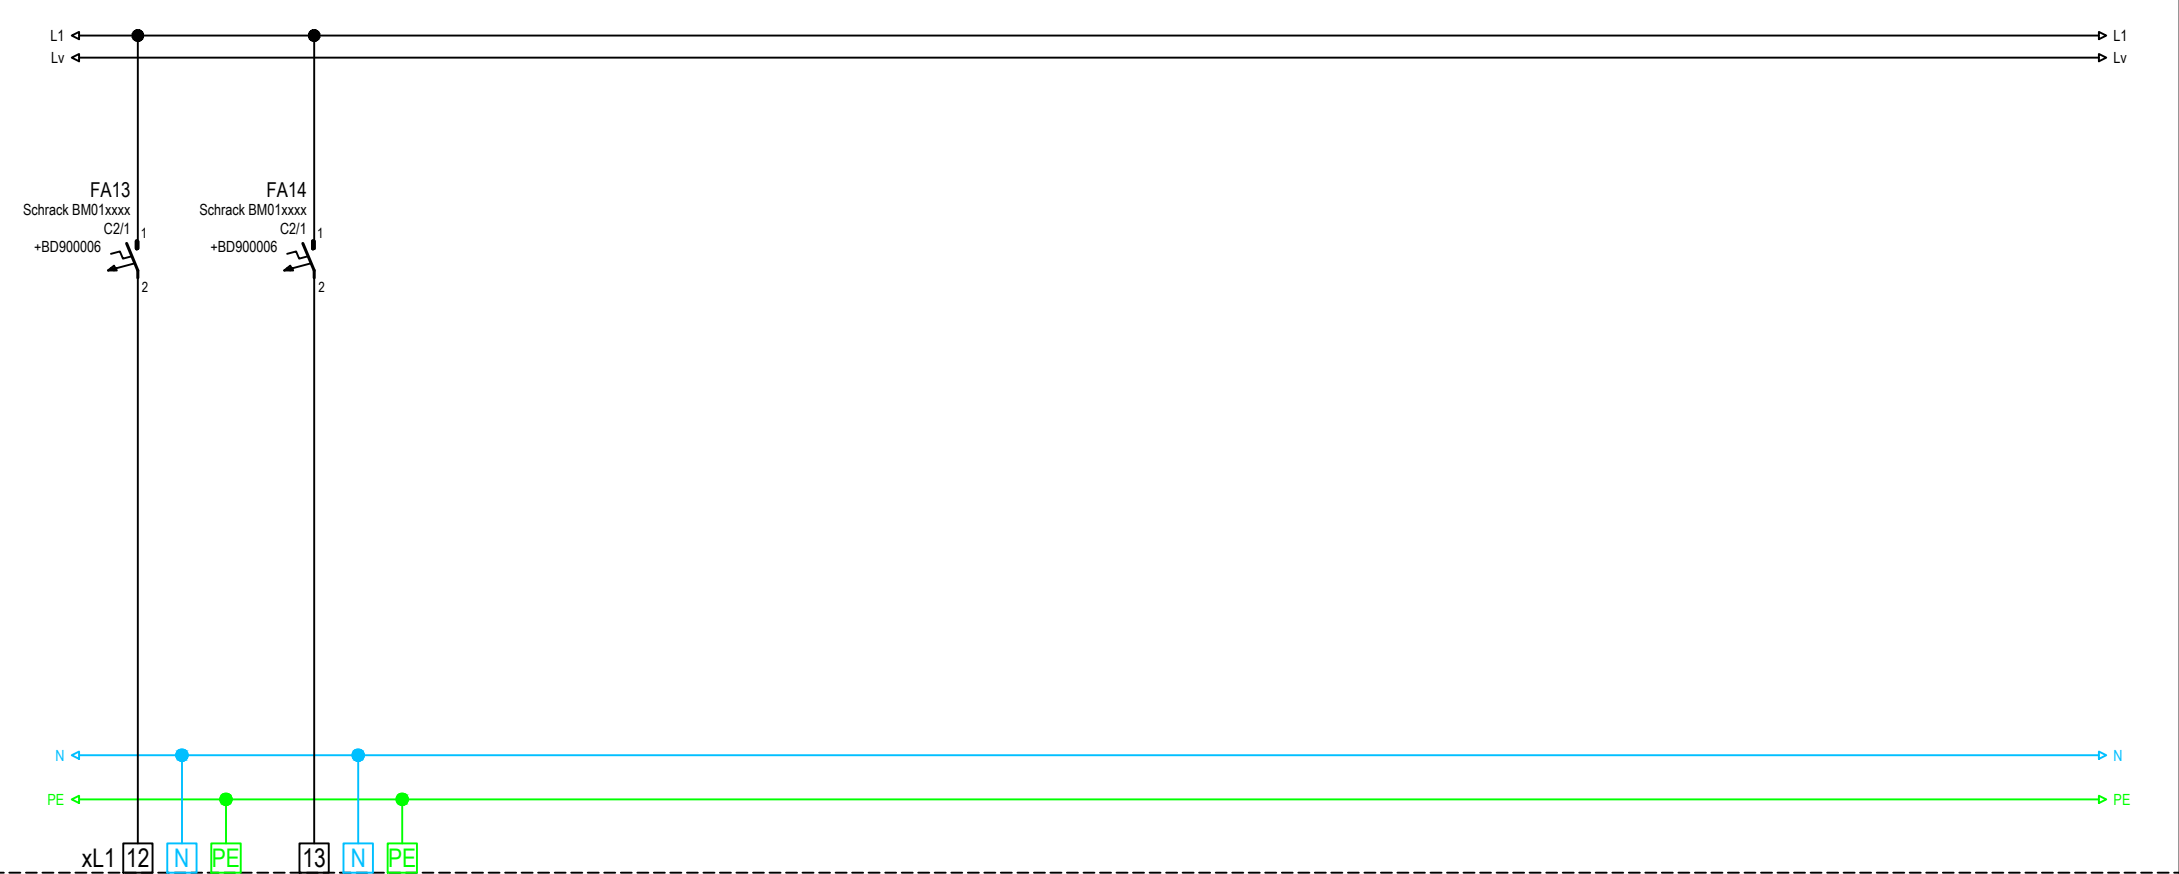 L1 L1
Lv Lv
FA13 FA14
Schrack BM01xxxx Schrack BM01xxxx
C2/1 1 C2/1 1
+BD900006 +BD900006
2 2
N N
PE PE
xL1 12 N PE 13 N PE